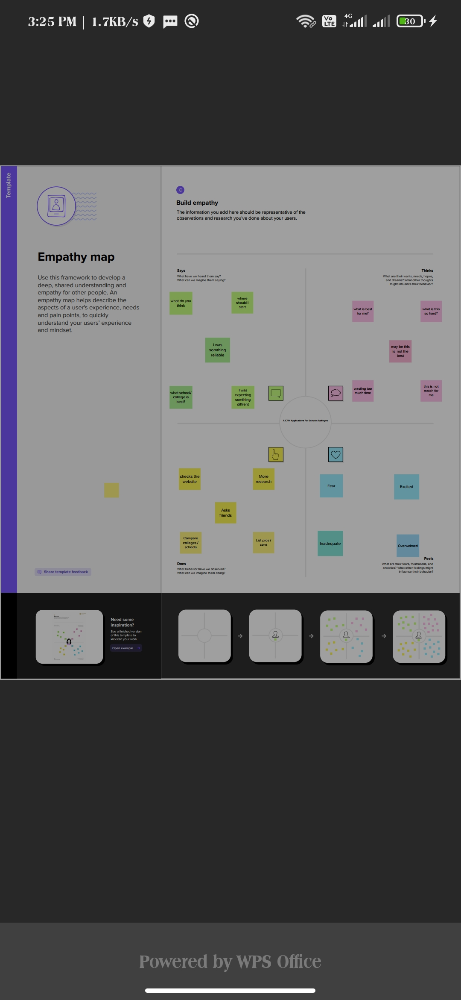 3:25 PM | 1.7KB/s
Vo
LTE
4G
30
Template
Empathy map
Use this framework to develop a
deep, shared understanding and
empathy for other people. An
empathy map helps describe the
aspects of a user's experience, needs
and pain points, to quickly
understand your users' experience
and mindset.
Share template feedback
Build empathy
The information you add here should be representative of the
observations and research you've done about your users.
Says
What have we heard them say?
What can we imagine them saying?
what do you
think
where
should I
start
i was
somthing
reliable
what school/
college is
best?
I was
expecting
somthing
diffrent
Thinks
What are their wants, needs, hopes,
and dreams? What other thoughts
might influence their behavior?
what is best
for me?
what is this
so hard?
may be this
is not the
best
wasting too
much time
this is not
match for
me
A CRM Applications For Schools /colleges
checks the
website
More
research
Asks
friends
Compare
colleges /
schools
List pros /
cons
Does
What behavior have we observed?
What can we imagine them doing?
Fear
Excited
Inadequate
Overwelmed
Feels
What are their fears, frustrations, and
anxieties? What other feelings might
influence their behavior?
Need some
inspiration?
See a finished version
of this template to
kickstart your work.
Open example
Powered by WPS Office